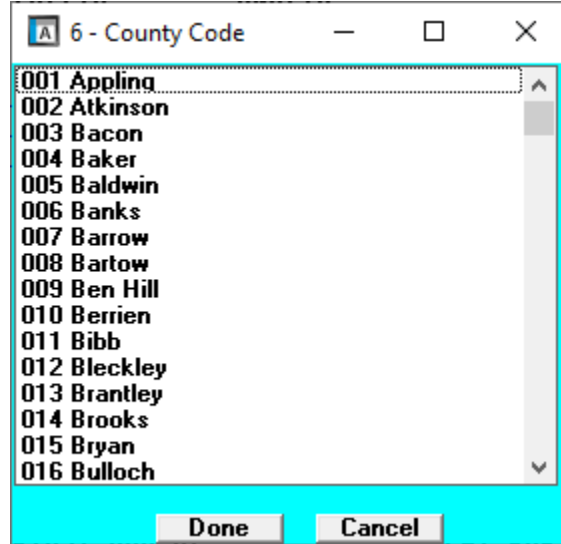 6 - County Code
001 Appling
002 Atkinson
003 Bacon
004 Baker
005 Baldwin
006 Banks
007 Barrow
008 Bartow
009 Ben Hill
010 Berrien
011 Bibb
012 Bleckley
013 Brantley
014 Brooks
015 Bryan
016 Bulloch
Done Cancel